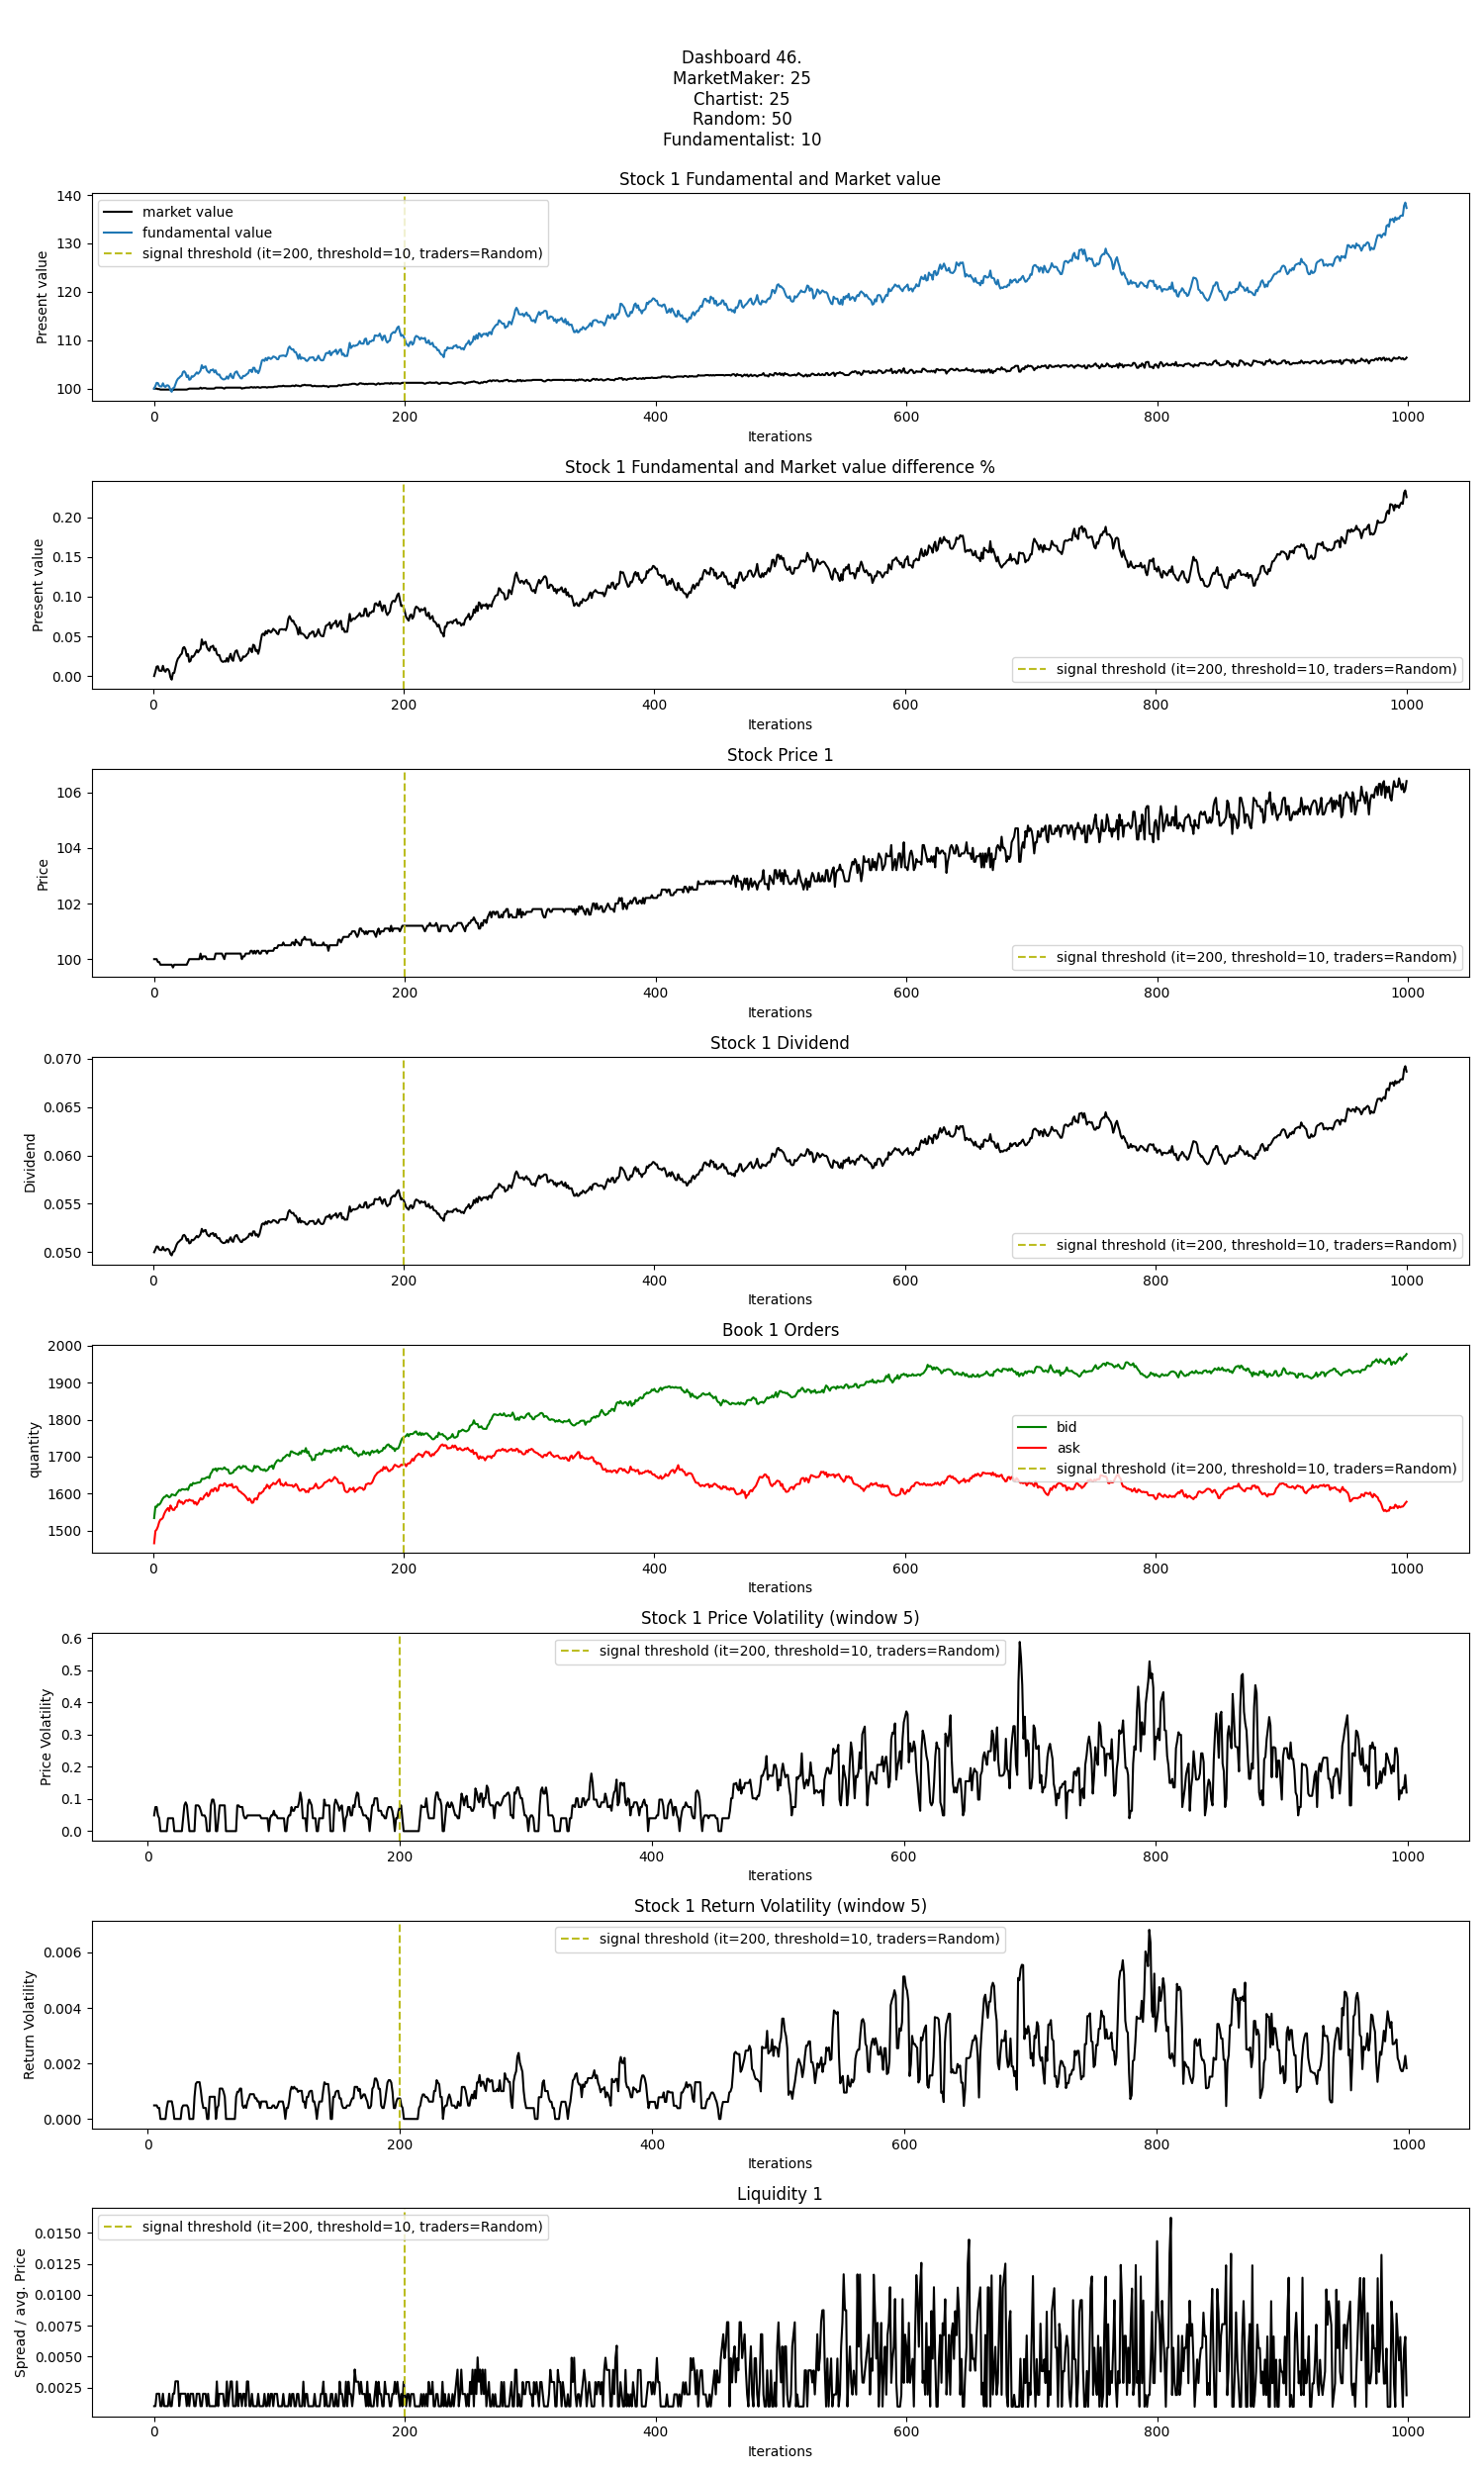 Dashboard 46.
MarketMaker: 25
Chartist: 25
Random: 50
Fundamentalist: 10
Stock 1 Fundamental and Market value
140
130
120
110
100
Present value
market value
fundamental value
signal threshold (it=200, threshold=10, traders=Random)
0 200 400 600 800 1000
Iterations
Stock 1 Fundamental and Market value difference %
0.20
0.15
0.10
0.05
0.00
Present value
signal threshold (it=200, threshold=10, traders=Random)
0 200 400 600 800 1000
Iterations
Stock Price 1
106
104
102
100
Price
signal threshold (it=200, threshold=10, traders=Random)
0 200 400 600 800 1000
Iterations
Stock 1 Dividend
0.070
0.065
0.060
0.055
0.050
Dividend
signal threshold (it=200, threshold=10, traders=Random)
0 200 400 600 800 1000
Iterations
Book 1 Orders
2000
1900
1800
1700
1600
1500
quantity
bid
ask
signal threshold (it=200, threshold=10, traders=Random)
0 200 400 600 800 1000
Iterations
Stock 1 Price Volatility (window 5)
0.6
0.5
0.4
0.3
0.2
0.1
0.0
Price Volatility
signal threshold (it=200, threshold=10, traders=Random)
0 200 400 600 800 1000
Iterations
Stock 1 Return Volatility (window 5)
0.006
0.004
0.002
0.000
Return Volatility
signal threshold (it=200, threshold=10, traders=Random)
0 200 400 600 800 1000
Iterations
Liquidity 1
0.0150
0.0125
0.0100
0.0075
0.0050
0.0025
Spread / avg. Price
signal threshold (it=200, threshold=10, traders=Random)
0 200 400 600 800 1000
Iterations